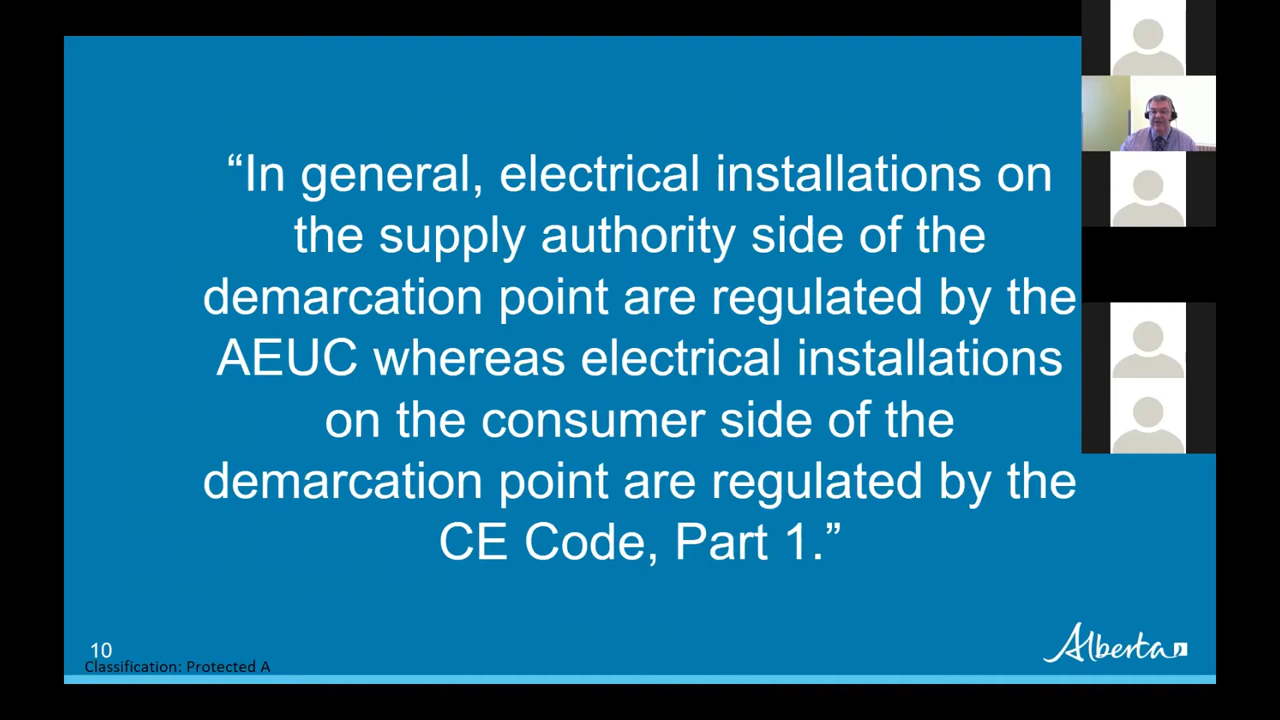 “In general, electrical installations on
the supply authority side of the
demarcation point are regulated by the
AEUC whereas electrical installations
on the consumer side of the
demarcation point are regulated by the
CE Code, Part 1.”
10
Classification: Protected A
Alberta